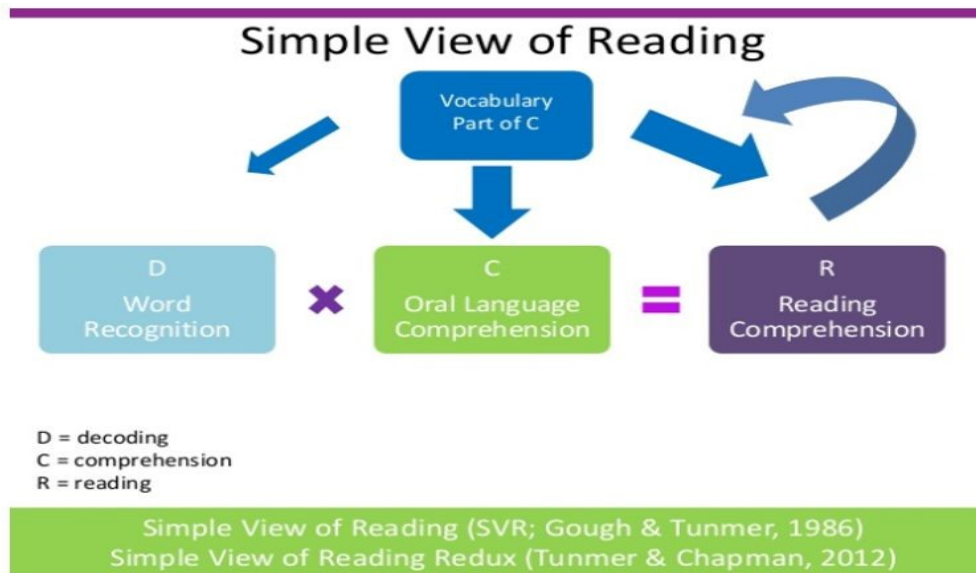 Simple View of Reading
Vocabulary
Part of C
D
Word
Recognition
C
Oral Language
Comprehension
R
Reading
Comprehension
D = decoding
C = comprehension
R = reading
Simple View of Reading (SVR; Gough & Tunmer, 1986)
Simple View of Reading Redux (Tunmer & Chapman, 2012)